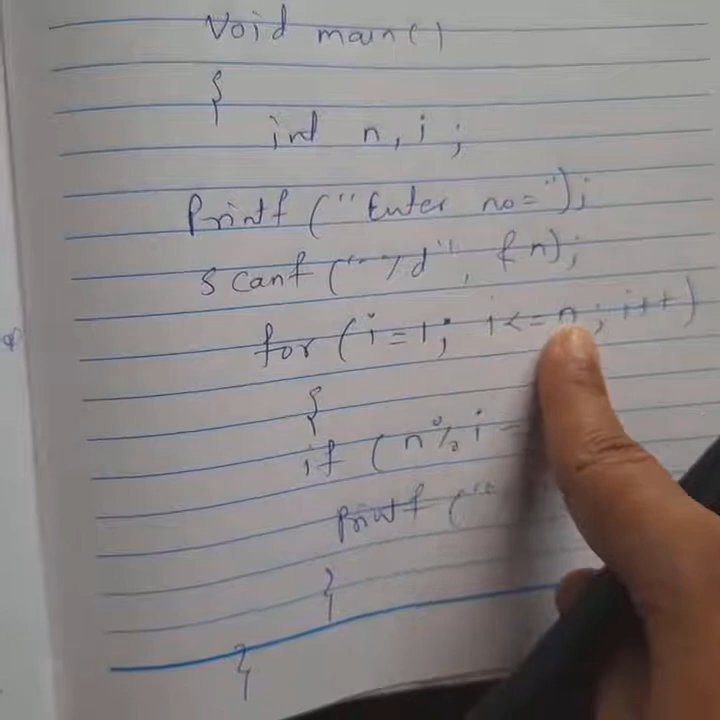 Void main()
{
int n, i ;
Printf ("Enter no=");
scanf ("%d", &n);
for (i=1; i<=n; i++)
{
if (n%i =
Printf ("
}
}